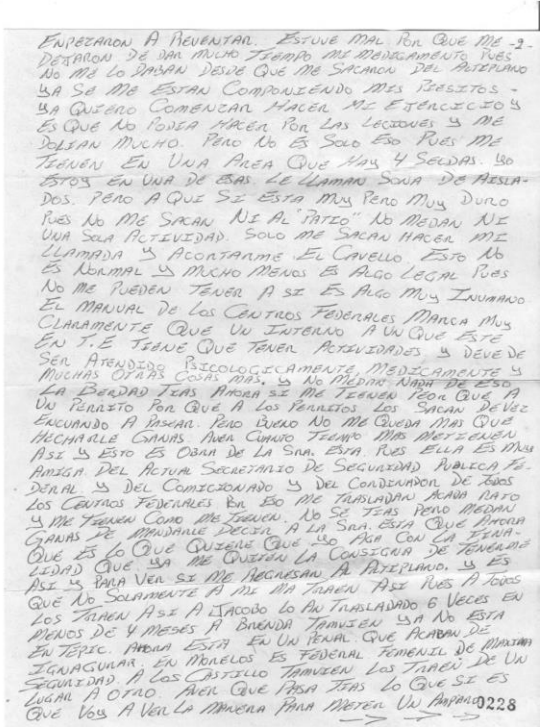 EMPEZARON A REVENTAR. ESTUVE MAL POR QUE ME -2-
DEJARON DE DAR MUCHO TIEMPO MI MEDICAMENTO PUES
NO ME LO DABAN DESDE QUE ME SACARON DEL ALTIPLANO
YA SE ME ESTAN COMPONIENDO MIS PIESITOS -
YA QUIERO COMENZAR HACER MI EJERCICIO Y
ES QUE NO PODIA HACER POR LAS LECIONES Y ME
DOLIAN MUCHO. PERO NO ES SOLO ESO PUES ME
TIENEN EN UNA AREA QUE HAY 4 SELDAS. YO
ESTOY EN UNA DE ESAS. LE LLAMAN SONA DE AISLA-
DOS. PERO A QUI SI ESTA MUY PERO MUY DURO
PUES NO ME SACAN NI AL "PATIO" NO MEDAN NI
UNA SOLA ACTIVIDAD. SOLO ME SACAN HACER MI
LLAMADA Y ACORTARME EL CAVELLO. ESTO NO
ES NORMAL Y MUCHO MENOS ES ALGO LEGAL PUES
NO ME PUEDEN TENER A SI ES ALGO MUY INUMANO
EL MANUAL DE LOS CENTROS FEDERALES MARCA MUY
CLARAMENTE QUE UN INTERNO A UN QUE ESTE
EN T.E TIENE QUE TENER ACTIVIDADES Y DEVE DE
SER ATENDIDO PSICOLOGICAMENTE, MEDICAMENTE Y
MUCHAS OTRAS COSAS MAS. Y NO MEDAN NADA DE ESO
LA BERDAD TIAS AHORA SI ME TIENEN PEOR QUE A
UN PERRITO POR QUE A LOS PERRITOS LOS SACAN DEVEZ
ENCUANDO A PASEAR. PERO BUENO NO ME QUEDA MAS QUE
HECHARLE GANAS. AVER CUANTO TIEMPO MAS METIENEN
ASI Y ESTO ES OBRA DE LA SRA. ESTA PUES ELLA ES MUY
AMIGA DEL ACTUAL SECRETARIO DE SEGURIDAD PUBLICA FE-
DERAL Y DEL COMICIONADO Y DEL CORDINADOR DE TODOS
LOS CENTROS FEDERALES POR ESO ME TRASLADAN ACADA RATO
Y ME TIENEN COMO ME TIENEN. NO SE TIAS PERO MEDAN
GANAS DE MANDARLE DECIR A LA SRA. ESTA QUE AHORA
QUE ES LO QUE QUIERE QUE YO AGA CON LA FINA-
LIDAD QUE YA ME QUITEN LA CONSIGNA DE TENERME
ASI Y PARA VER SI ME REGRESAN A ALTIPLANO. Y ES
QUE NO SOLAMENTE A MI MA TRAEN ASI PUES A TODOS
LOS TRAEN ASI A JACOBO LO AN TRASLADADO 6 VECES EN
MENOS DE 4 MESES A BRENDA TAMVIEN YA NO ESTA
EN TEPIC. AHORA ESTA EN UN PENAL QUE ACABAN DE
IGNAGURAR, EN MORELOS ES FEDERAL FEMENIL DE MAXIMA
SEGURIDAD. A LOS CASTILLO TAMVIEN LOS TRAEN DE UN
LUGAR A OTRO. AVER QUE PASA TIAS LO QUE SI ES
QUE VOY A VER LA MANERA PARA METER UN AMPARO
0228